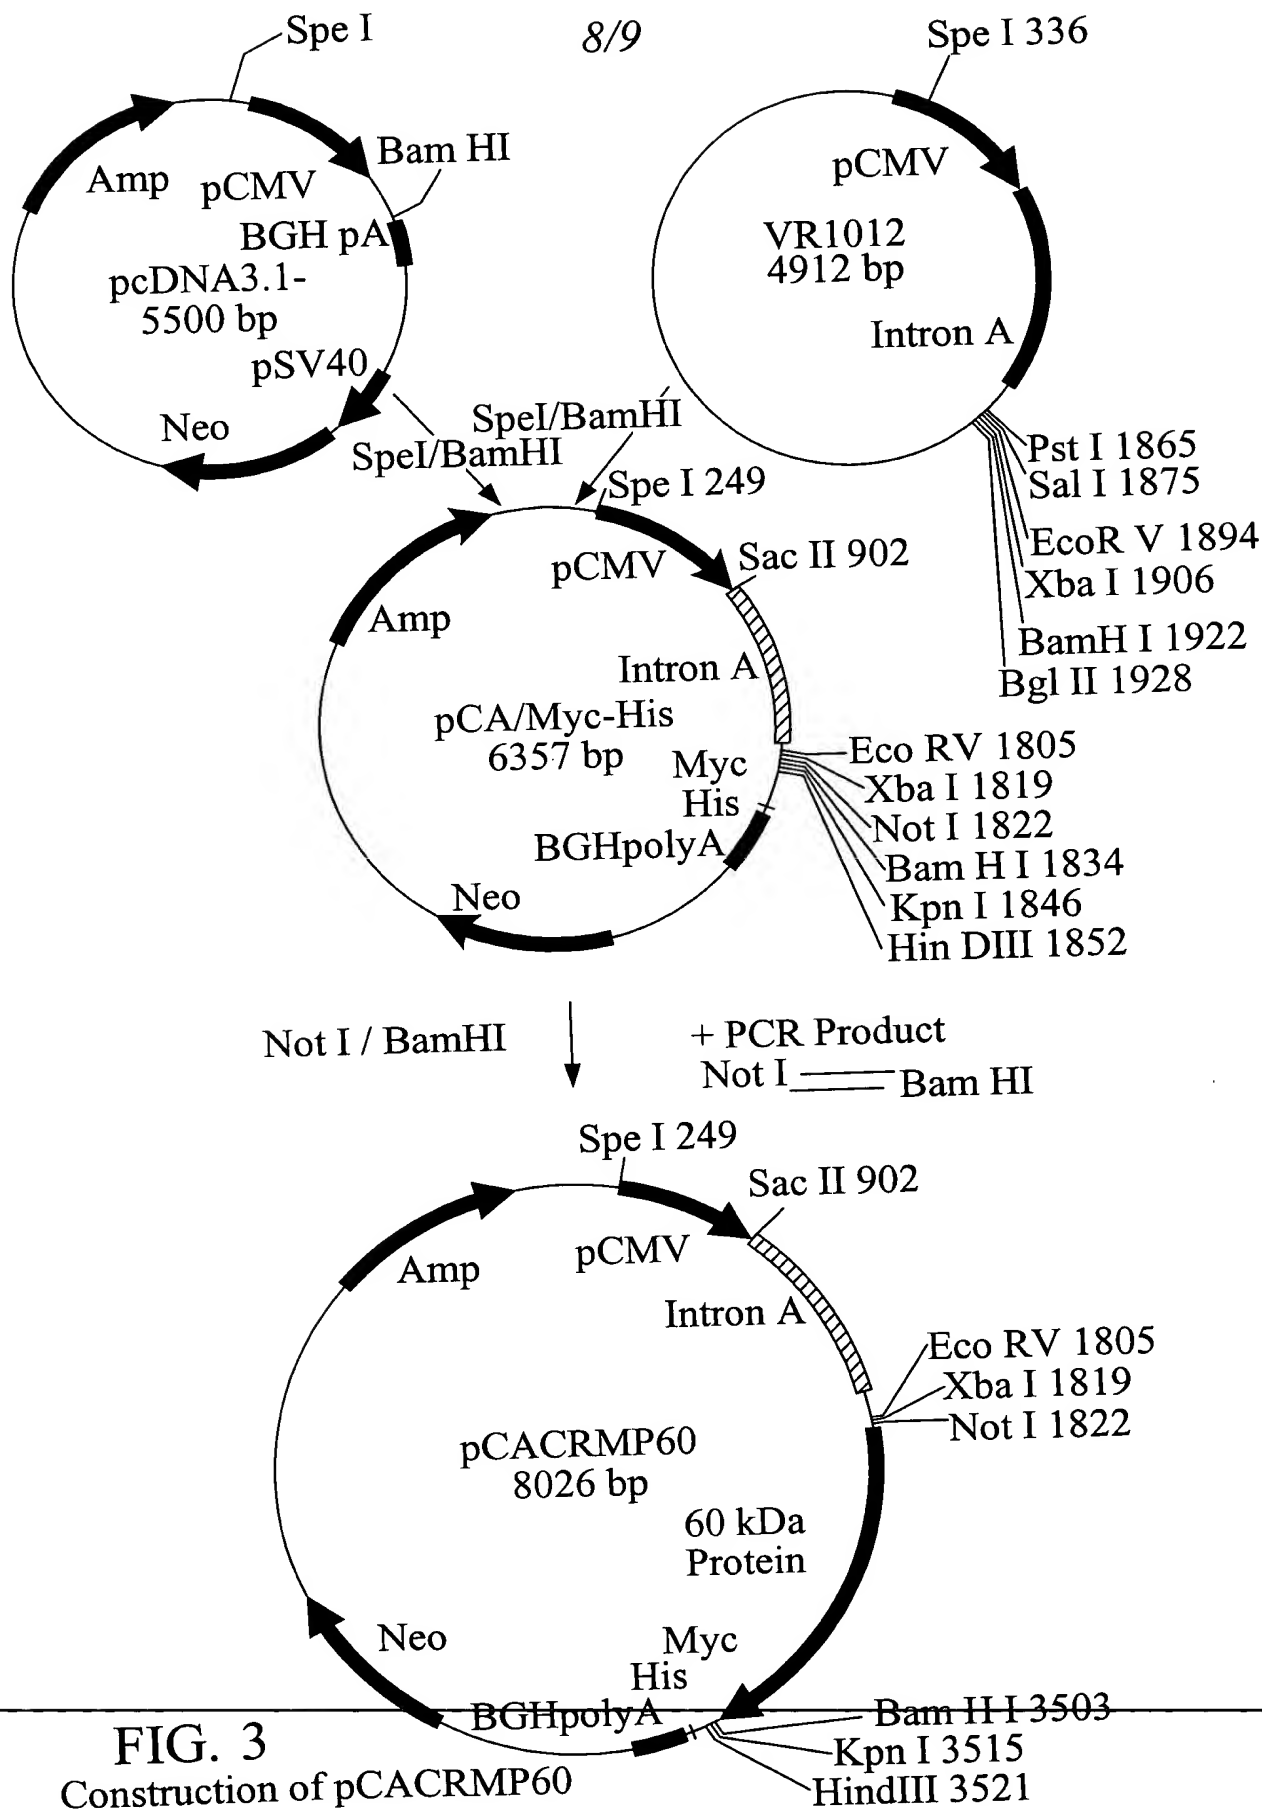 8/9
Spe I
Amp
pCMV
Bam HI
BGH pA
pcDNA3.1-
5500 bp
pSV40
Neo
SpeI/BamHI
Spe I 336
pCMV
VR1012
4912 bp
Intron A
SpeI/BamHI
Pst I 1865
Sal I 1875
EcoR V 1894
Xba I 1906
BamH I 1922
Bgl II 1928
Spe I 249
pCMV
Sac II 902
Amp
Intron A
pCA/Myc-His
6357 bp
Myc
His
BGHpolyA
Neo
Eco RV 1805
Xba I 1819
Not I 1822
Bam H I 1834
Kpn I 1846
Hin DIII 1852
Not I / BamHI
+ PCR Product
Not I
Bam HI
Spe I 249
Sac II 902
pCMV
Amp
Intron A
Eco RV 1805
Xba I 1819
Not I 1822
pCACRMP60
8026 bp
60 kDa
Protein
Neo
Myc
His
BGHpolyA
Bam H I 3503
Kpn I 3515
HindIII 3521
FIG. 3
Construction of pCACRMP60